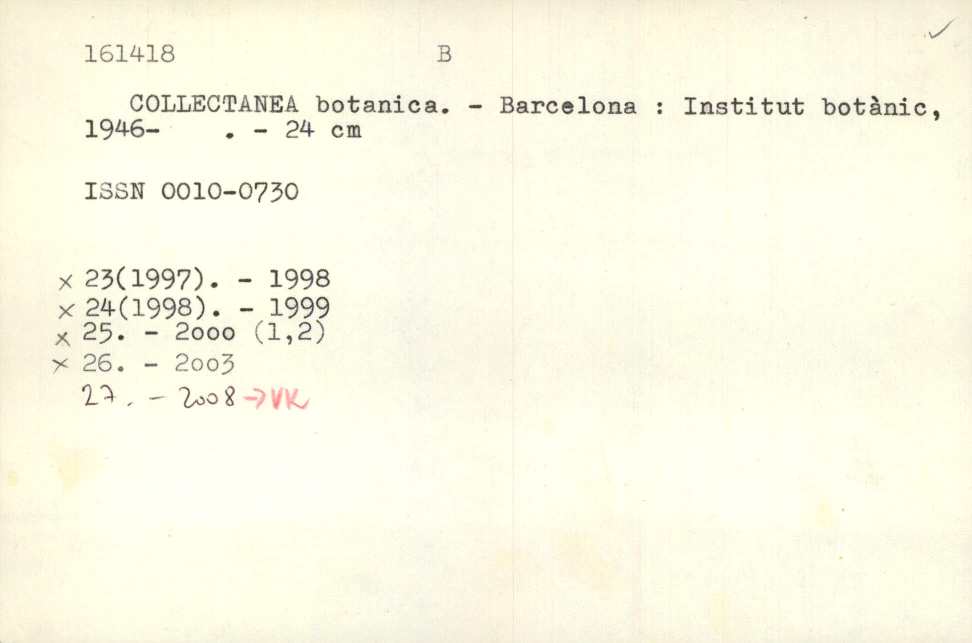 161418 B
COLLECTANEA botanica. - Barcelona : Institut botànic,
1946-    . - 24 cm
ISSN 0010-0730
x 23(1997). - 1998
x 24(1998). - 1999
x 25. - 2000 (1,2)
x 26. - 2003
27. - 2008 → VK